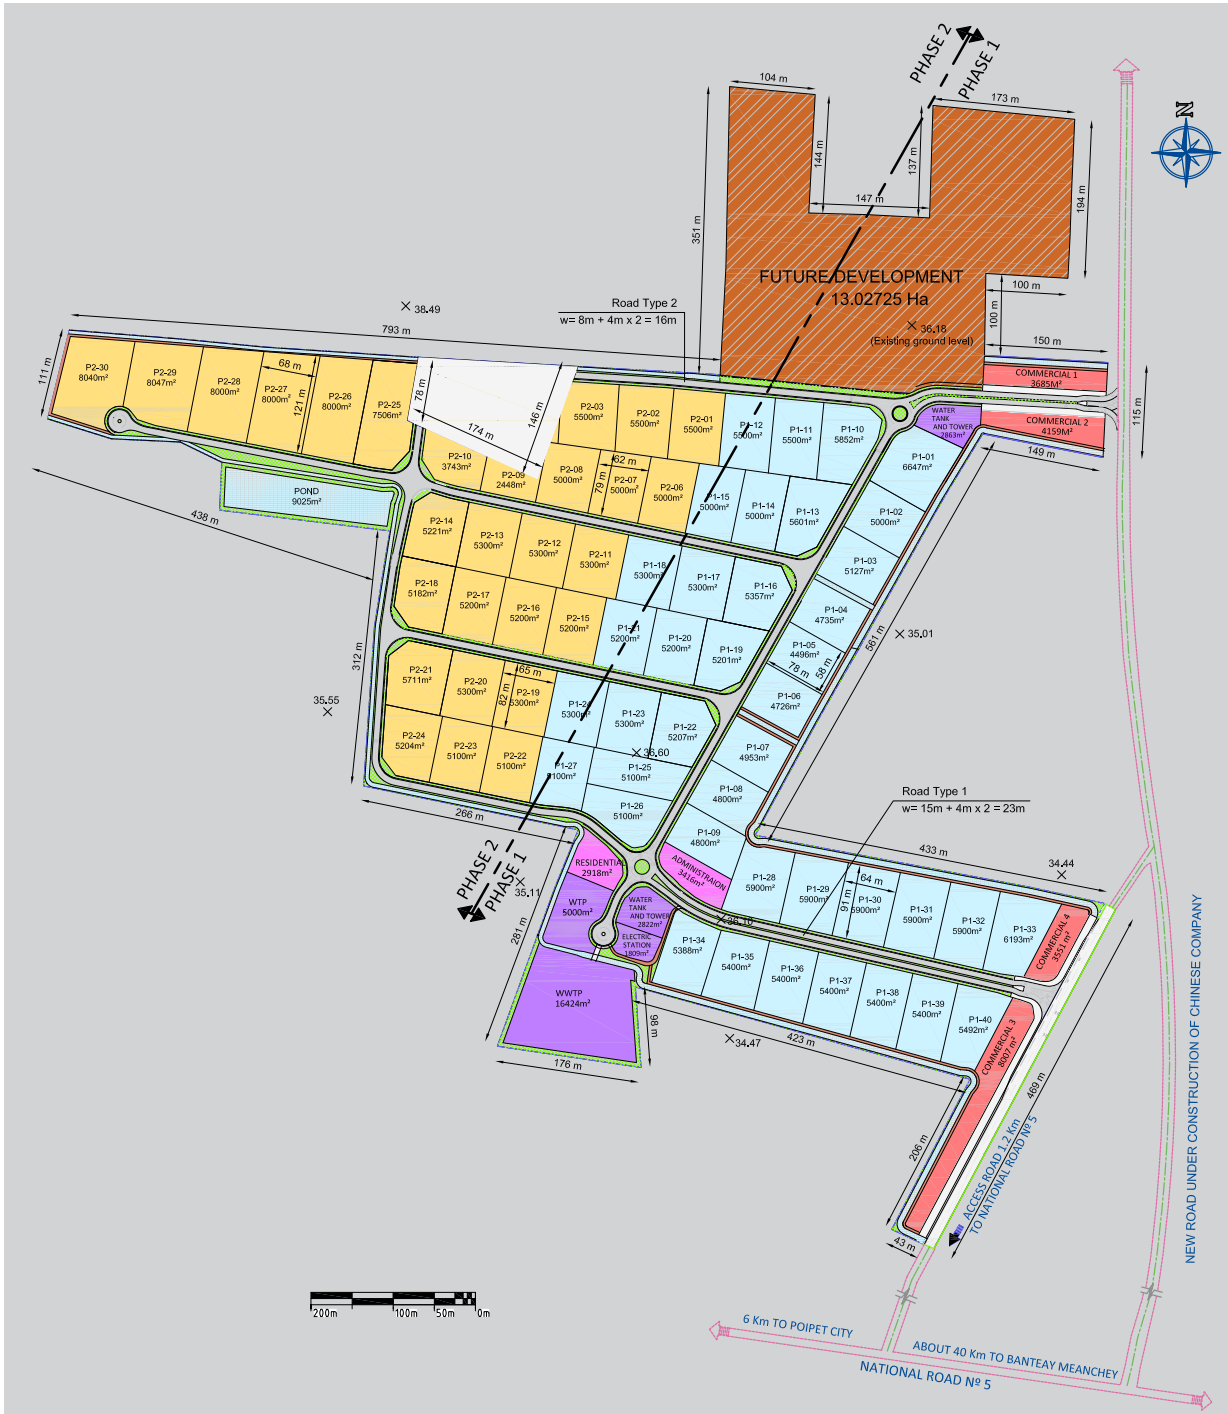 PHASE 2
PHASE 1
N
104 m
173 m
144 m
137 m
147 m
194 m
351 m
FUTURE DEVELOPMENT
13.02725 Ha
36.18
(Existing ground level)
100 m
100 m
150 m
115 m
149 m
38.49
793 m
Road Type 2
w= 8m + 4m x 2 = 16m
111 m
COMMERCIAL 1
3685M²
COMMERCIAL 2
4159M²
WATER
TANK
AND TOWER
2863m²
P2-30
8040m²
P2-29
8047m²
P2-28
8000m²
68 m
P2-27
8000m²
121 m
P2-26
8000m²
P2-25
7506m²
78 m
146 m
174 m
P2-03
5500m²
P2-02
5500m²
P2-01
5500m²
P1-12
5500m²
P1-11
5500m²
P1-10
5852m²
P2-10
3743m²
P2-09
2448m²
P2-08
5000m²
62 m
79 m
P2-07
5000m²
P2-06
5000m²
P1-15
5000m²
P1-14
5000m²
P1-13
5601m²
P1-01
6647m²
P1-02
5000m²
P1-03
5127m²
P1-04
4735m²
P1-05
4496m²
78 m
58 m
P1-06
4726m²
P1-07
4953m²
P1-08
4800m²
P1-09
4800m²
561 m
35.01
POND
9025m²
438 m
312 m
P2-14
5221m²
P2-13
5300m²
P2-12
5300m²
P2-11
5300m²
P1-18
5300m²
P1-17
5300m²
P1-16
5357m²
P2-18
5182m²
P2-17
5200m²
P2-16
5200m²
P2-15
5200m²
P1-21
5200m²
P1-20
5200m²
P1-19
5201m²
35.55
P2-21
5711m²
P2-20
5300m²
65 m
82 m
P2-19
5300m²
P1-24
5300m²
P1-23
5300m²
P1-22
5207m²
P2-24
5204m²
P2-23
5100m²
P2-22
5100m²
P1-27
5100m²
36.60
P1-25
5100m²
P1-26
5100m²
266 m
Road Type 1
w= 15m + 4m x 2 = 23m
PHASE 2
PHASE 1
35.11
RESIDENTIAL
2918m²
ADMINISTRAION
3416m²
433 m
34.44
WTP
5000m²
WATER
TANK
AND TOWER
2822m²
ELECTRIC
STATION
1809m²
281 m
WWTP
16424m²
98 m
176 m
P1-28
5900m²
P1-29
5900m²
64 m
91 m
P1-30
5900m²
P1-31
5900m²
P1-32
5900m²
P1-33
6193m²
COMMERCIAL 4
3551 m²
36.10
P1-34
5388m²
P1-35
5400m²
P1-36
5400m²
P1-37
5400m²
P1-38
5400m²
P1-39
5400m²
P1-40
5492m²
COMMERCIAL 3
8007 m²
34.47
423 m
469 m
206 m
43 m
ACCESS ROAD 1.2 Km
TO NATIONAL ROAD Nº 5
NEW ROAD UNDER CONSTRUCTION OF CHINESE COMPANY
200m
100m
50m
0m
6 Km TO POIPET CITY
ABOUT 40 Km TO BANTEAY MEANCHEY
NATIONAL ROAD Nº 5